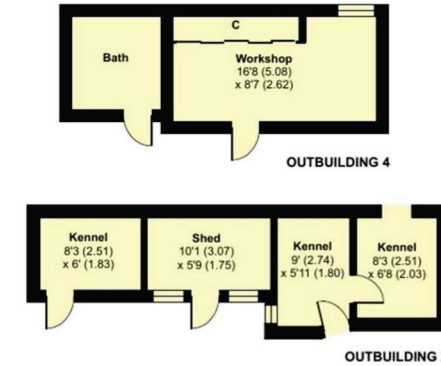 C
Bath
Workshop
16'8 (5.08)
x 8'7 (2.62)
OUTBUILDING 4
Kennel
8'3 (2.51)
x 6' (1.83)
Shed
10'1 (3.07)
x 5'9 (1.75)
Kennel
9' (2.74)
x 5'11 (1.80)
Kennel
8'3 (2.51)
x 6'8 (2.03)
OUTBUILDING